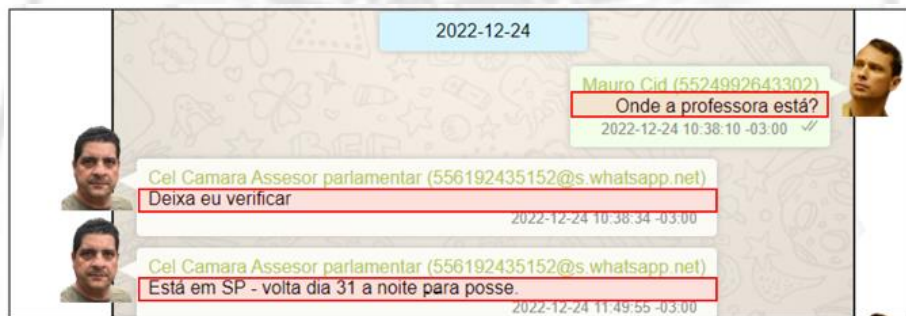 2022-12-24
Mauro Cid (5524992643302)
Onde a professora está?
2022-12-24 10:38:10 -03:00
Cel Camara Assesor parlamentar (556192435152@s.whatsapp.net)
Deixa eu verificar
2022-12-24 10:38:34 -03:00
Cel Camara Assesor parlamentar (556192435152@s.whatsapp.net)
Está em SP - volta dia 31 a noite para posse.
2022-12-24 11:49:55 -03:00